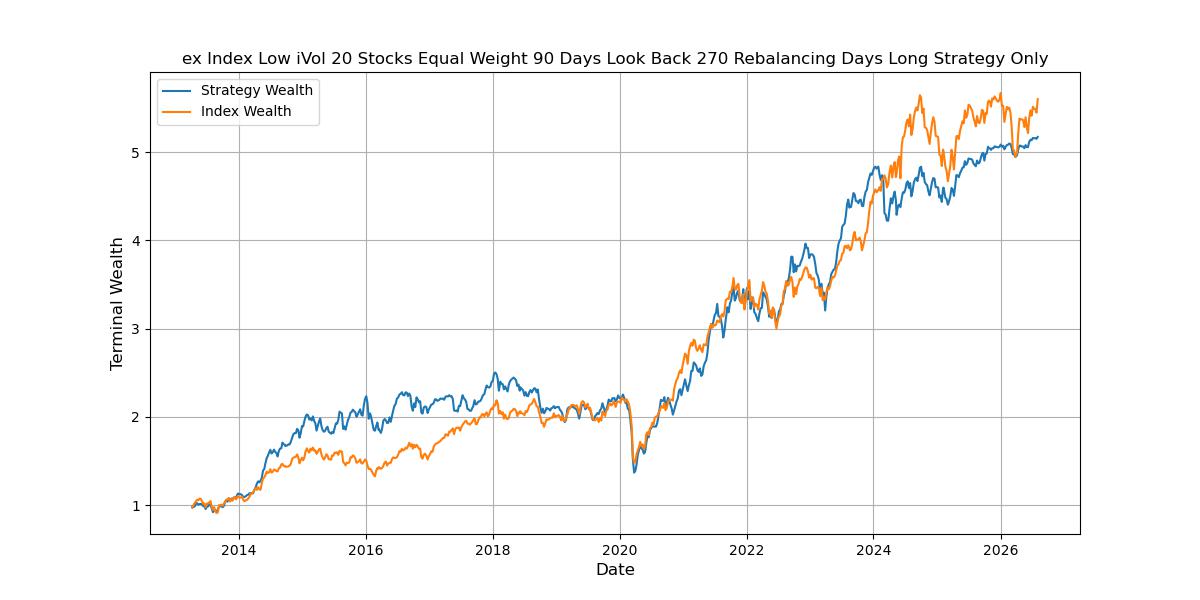 ex Index Low iVol 20 Stocks Equal Weight 90 Days Look Back 270 Rebalancing Days Long Strategy Only
Strategy Wealth
Index Wealth
Terminal Wealth
5
4
3
2
1
2014 2016 2018 2020 2022 2024 2026
Date